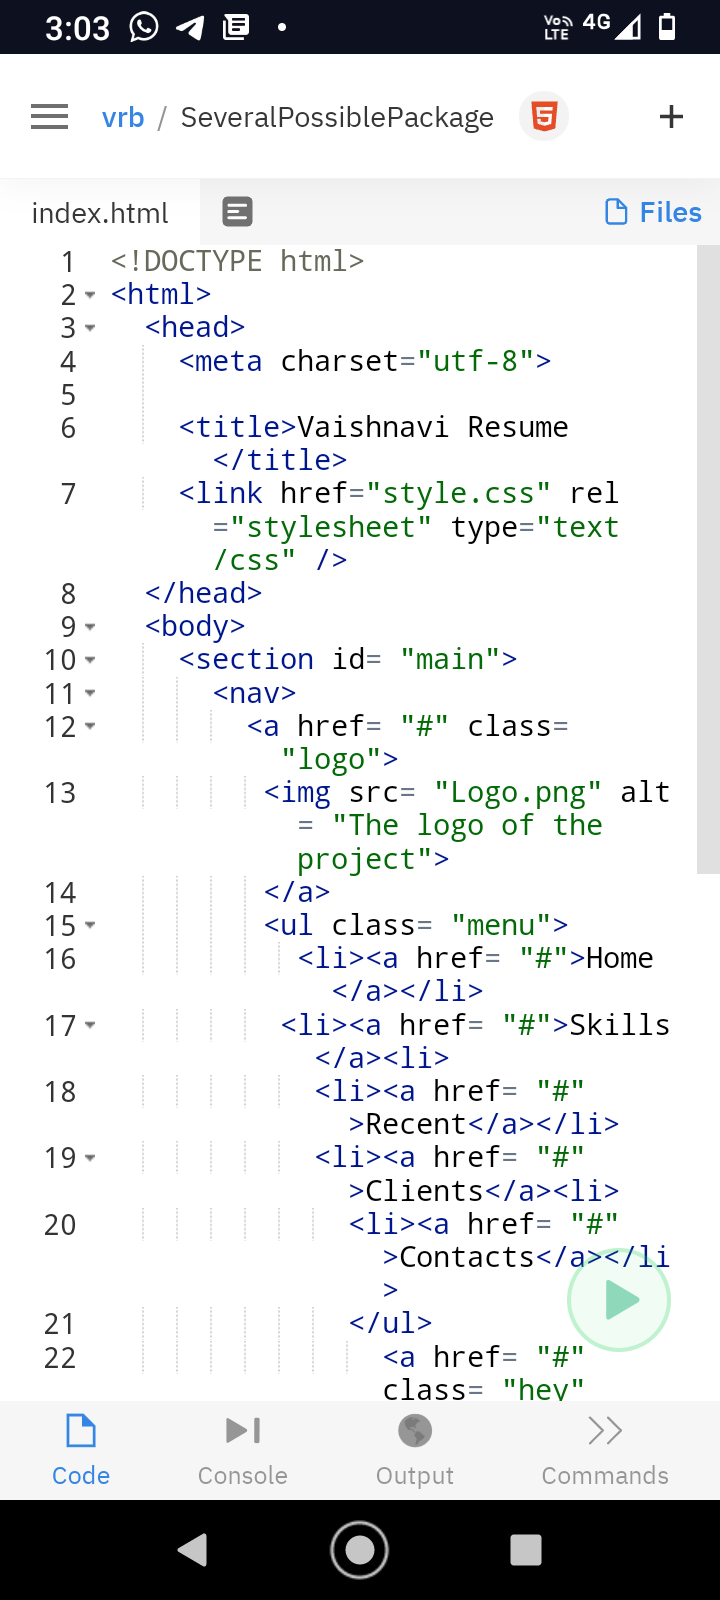 3:03 VoLTE 4G
vrb / SeveralPossiblePackage
index.html Files
1 <!DOCTYPE html>
2 <html>
3 <head>
4 <meta charset="utf-8">
5
6 <title>Vaishnavi Resume
</title>
7 <link href="style.css" rel
="stylesheet" type="text
/css" />
8 </head>
9 <body>
10 <section id= "main">
11 <nav>
12 <a href= "#" class=
"logo">
13 <img src= "Logo.png" alt
= "The logo of the
project">
14 </a>
15 <ul class= "menu">
16 <li><a href= "#">Home
</a></li>
17 <li><a href= "#">Skills
</a><li>
18 <li><a href= "#"
>Recent</a></li>
19 <li><a href= "#"
>Clients</a><li>
20 <li><a href= "#"
>Contacts</a></li
>
21 </ul>
22 <a href= "#"
class= "hey"
Code Console Output Commands